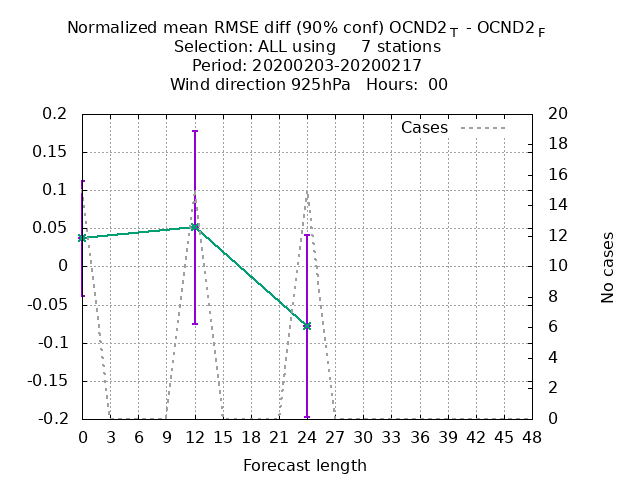 Normalized mean RMSE diff (90% conf) OCND2 T - OCND2 F
Selection: ALL using 7 stations
Period: 20200203-20200217
Wind direction 925hPa Hours: 00
0.2
0.15
0.1
0.05
0
-0.05
-0.1
-0.15
-0.2
Cases
20
18
16
14
12
10
8
6
4
2
0
No cases
0 3 6 9 12 15 18 21 24 27 30 33 36 39 42 45 48
Forecast length